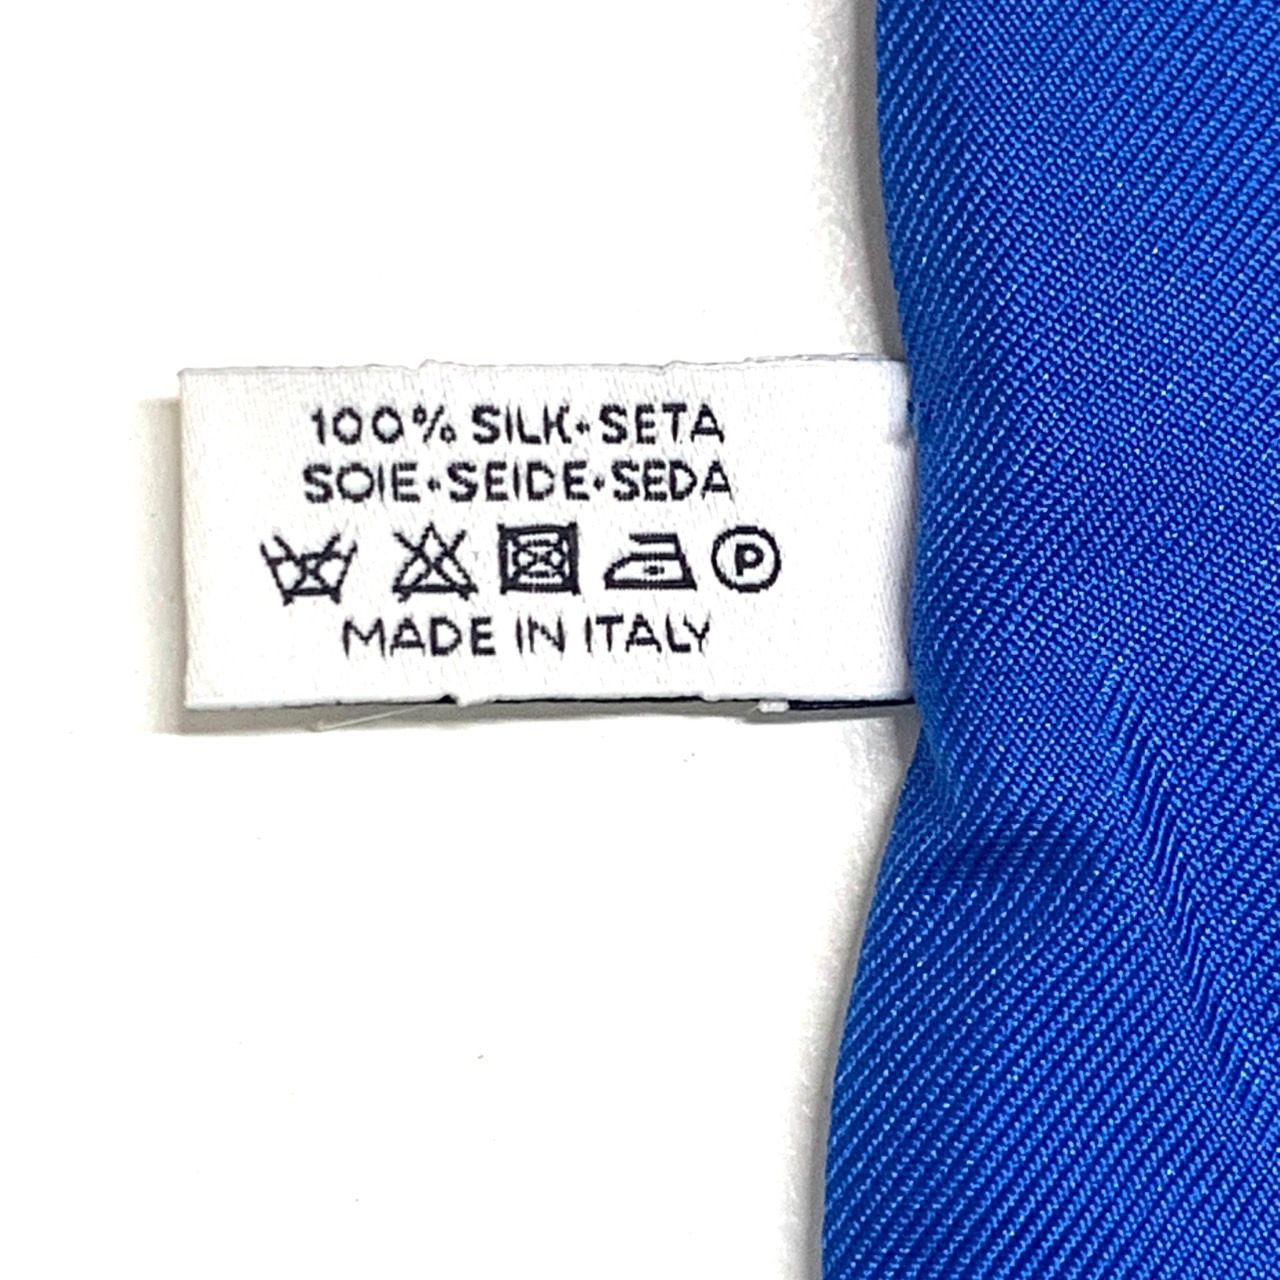 100% SILK·SETA
SOIE·SEIDE·SEDA
P
MADE IN ITALY